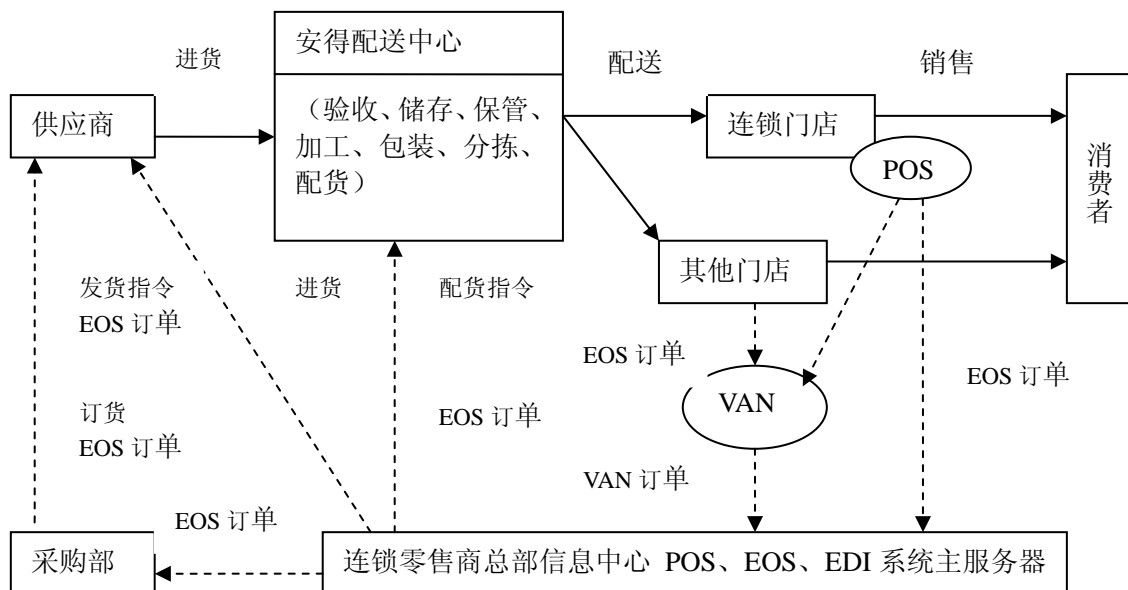 安得配送中心
进货
配送
销售
供应商
（验收、储存、保管、
加工、包装、分拣、
配货）
连锁门店
POS
消费者
其他门店
发货指令
EOS 订单
进货
配货指令
EOS 订单
EOS 订单
VAN
订货
EOS 订单
EOS 订单
VAN 订单
EOS 订单
采购部
连锁零售商总部信息中心 POS、EOS、EDI 系统主服务器